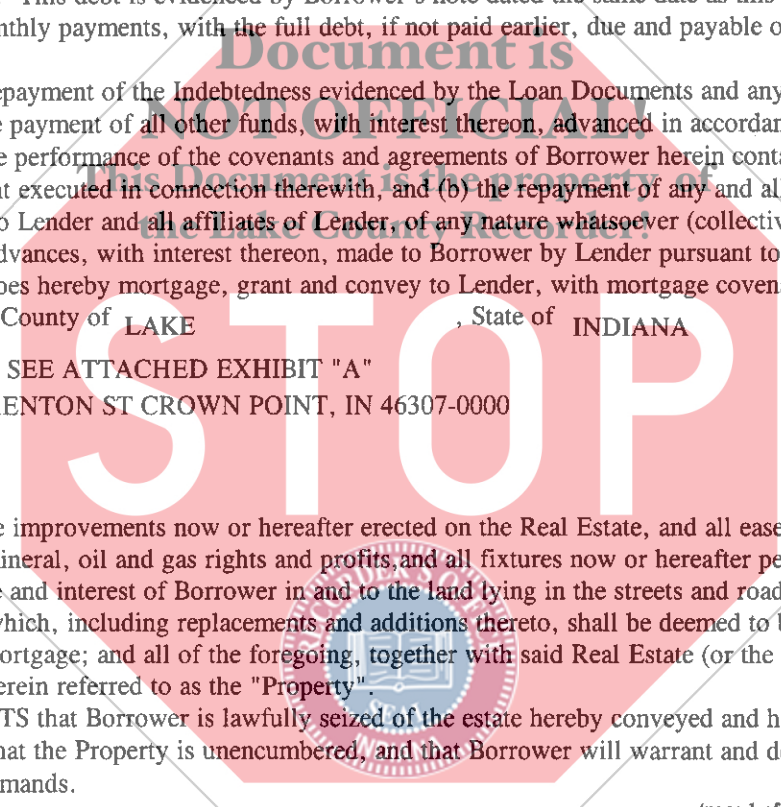 This debt is evidenced by Borrower's note dated the same date as this
nthly payments, with the full debt, if not paid earlier, due and payable o
Document is
epayment of the Indebtedness evidenced by the Loan Documents and any
NOT OFFICIAL!
e payment of all other funds, with interest thereon, advanced in accordan
e performance of the covenants and agreements of Borrower herein conta
This Document is the property of
nt executed in connection therewith, and (b) the repayment of any and all
the Lake County Recorder!
o Lender and all affiliates of Lender, of any nature whatsoever (collectiv
dvances, with interest thereon, made to Borrower by Lender pursuant to
oes hereby mortgage, grant and convey to Lender, with mortgage coven
County of LAKE , State of INDIANA
STOP
SEE ATTACHED EXHIBIT "A"
ENTON ST CROWN POINT, IN 46307-0000
e improvements now or hereafter erected on the Real Estate, and all ease
ineral, oil and gas rights and profits,and all fixtures now or hereafter
e and interest of Borrower in and to the land lying in the streets and road
which, including replacements and additions thereto, shall be deemed to b
ortgage; and all of the foregoing, together with said Real Estate (or the
erein referred to as the "Property".
RECORDER'S OFFICE
SEAL
INDIANA
TS that Borrower is lawfully seized of the estate hereby conveyed and h
hat the Property is unencumbered, and that Borrower will warrant and d
mands.